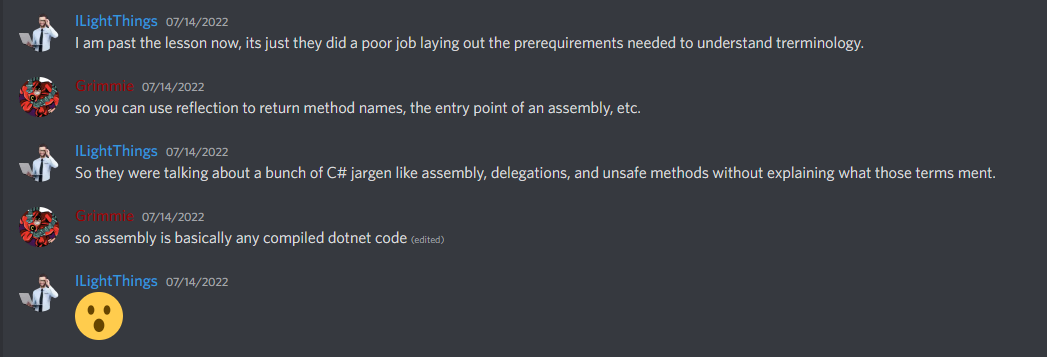 ILightThings 07/14/2022
I am past the lesson now, its just they did a poor job laying out the prerequirements needed to understand trerminology.
Grimmie 07/14/2022
so you can use reflection to return method names, the entry point of an assembly, etc.
ILightThings 07/14/2022
So they were talking about a bunch of C# jargen like assembly, delegations, and unsafe methods without explaining what those terms ment.
Grimmie 07/14/2022
so assembly is basically any compiled dotnet code (edited)
ILightThings 07/14/2022